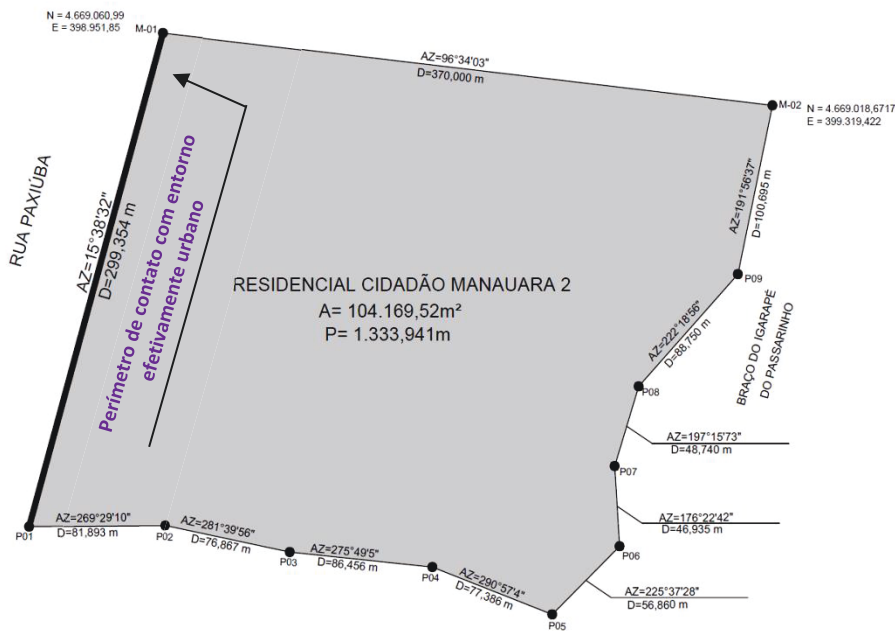 N = 4.669.060,99
E = 398.951,85
M-01
AZ=96°34'03"
D=370,000 m
M-02
N = 4.669.018,6717
E = 399.319,422
RUA PAXIÚBA
AZ=15°38'32"
D=299,354 m
Perímetro de contato com entorno
efetivamente urbano
AZ=191°56'37"
D=100,695 m
RESIDENCIAL CIDADÃO MANAUARA 2
A= 104.169,52m²
P= 1.333,941m
P09
AZ=222°18'56"
D=88,750 m
BRAÇO DO IGARAPÉ
DO PASSARINHO
P08
AZ=197°15'73"
D=48,740 m
P07
AZ=176°22'42"
D=46,935 m
P06
AZ=225°37'28"
D=56,860 m
P05
AZ=290°57'4"
D=77,386 m
P04
AZ=275°49'5"
D=86,456 m
P03
AZ=281°39'56"
D=76,867 m
P02
AZ=269°29'10"
D=81,893 m
P01